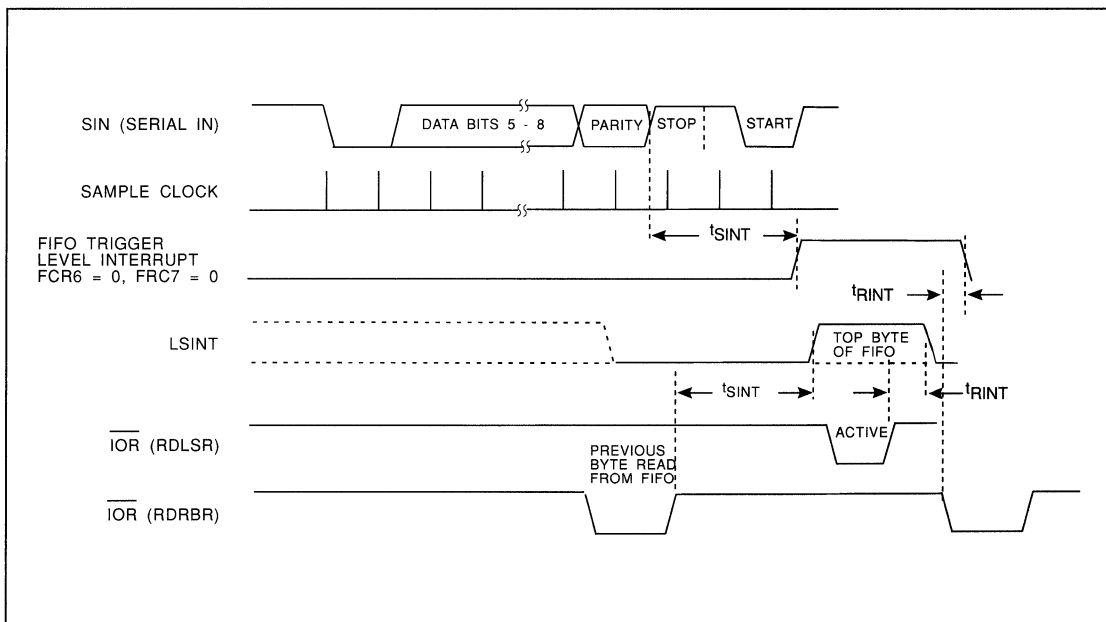 SIN (SERIAL IN)
DATA BITS 5 - 8
PARITY
STOP
START
SAMPLE CLOCK
tSINT
FIFO TRIGGER
LEVEL INTERRUPT
FCR6 = 0, FRC7 = 0
tRINT
LSINT
TOP BYTE
OF FIFO
tSINT
tRINT
IOR (RDLSR)
ACTIVE
PREVIOUS
BYTE READ
FROM FIFO
IOR (RDRBR)